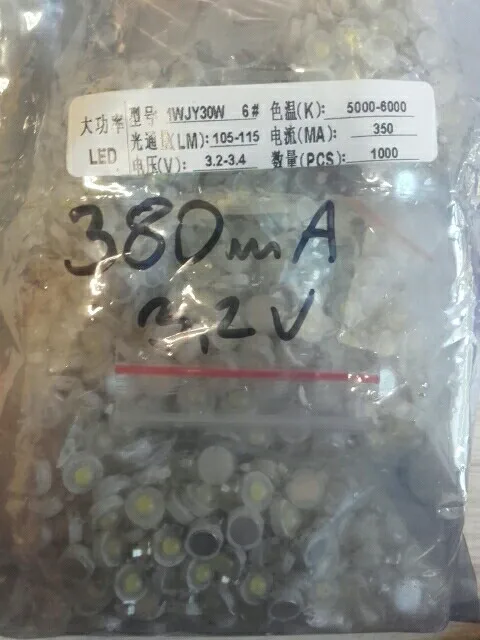 大功率 LED
型号: 1WJY30W 6# 色温(K): 5000-6000
光通量(LM): 105-115 电流(MA): 350
电压(V): 3.2-3.4 数量(PCS): 1000
380mA
3,2V